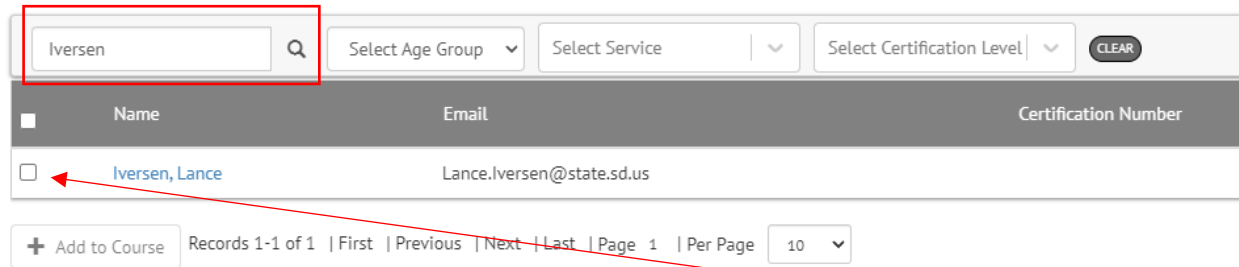 Iversen Select Age Group Select Service Select Certification Level CLEAR
Name Email Certification Number
Iversen, Lance Lance.Iversen@state.sd.us
+ Add to Course Records 1-1 of 1 | First | Previous | Next | Last | Page 1 | Per Page 10